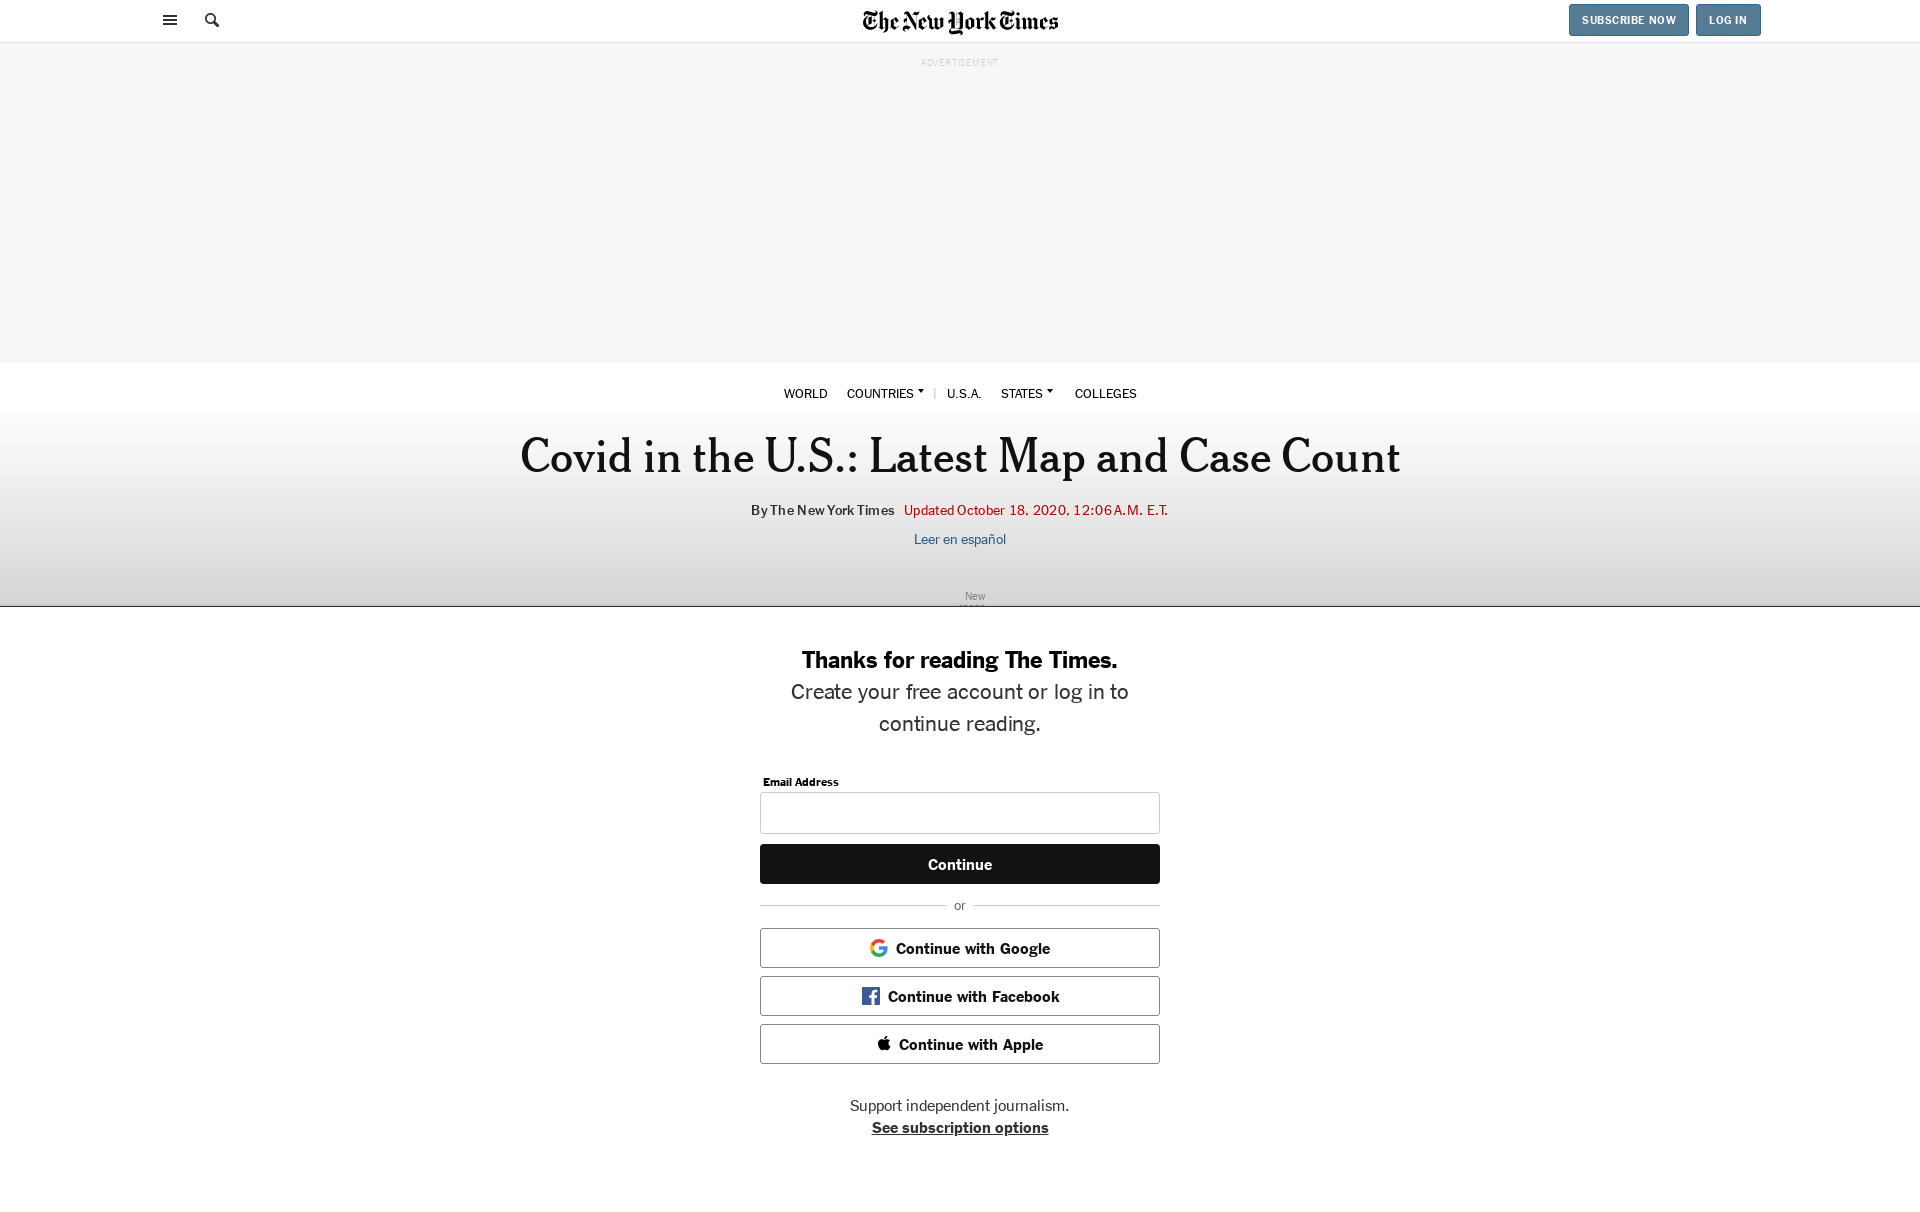 The New York Times
SUBSCRIBE NOW
LOG IN
ADVERTISEMENT
WORLD COUNTRIES | U.S.A. STATES COLLEGES
Covid in the U.S.: Latest Map and Case Count
By The New York Times Updated October 18, 2020, 12:06 A.M. E.T.
Leer en español
New
Thanks for reading The Times.
Create your free account or log in to
continue reading.
Email Address
Continue
or
Continue with Google
Continue with Facebook
Continue with Apple
Support independent journalism.
See subscription options